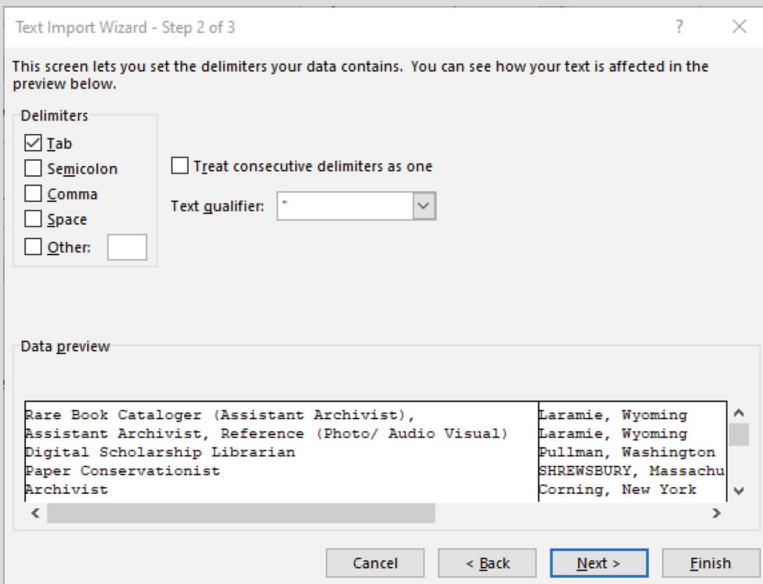 Text Import Wizard - Step 2 of 3
?
This screen lets you set the delimiters your data contains. You can see how your text is affected in the
preview below.
Delimiters
Tab
Semicolon
Comma
Space
Other:
Treat consecutive delimiters as one
Text qualifier: "
Data preview
Rare Book Cataloger (Assistant Archivist), Laramie, Wyoming
Assistant Archivist, Reference (Photo/ Audio Visual) Laramie, Wyoming
Digital Scholarship Librarian Pullman, Washington
Paper Conservationist SHREWSBURY, Massachu
Archivist Corning, New York
Cancel < Back Next > Finish